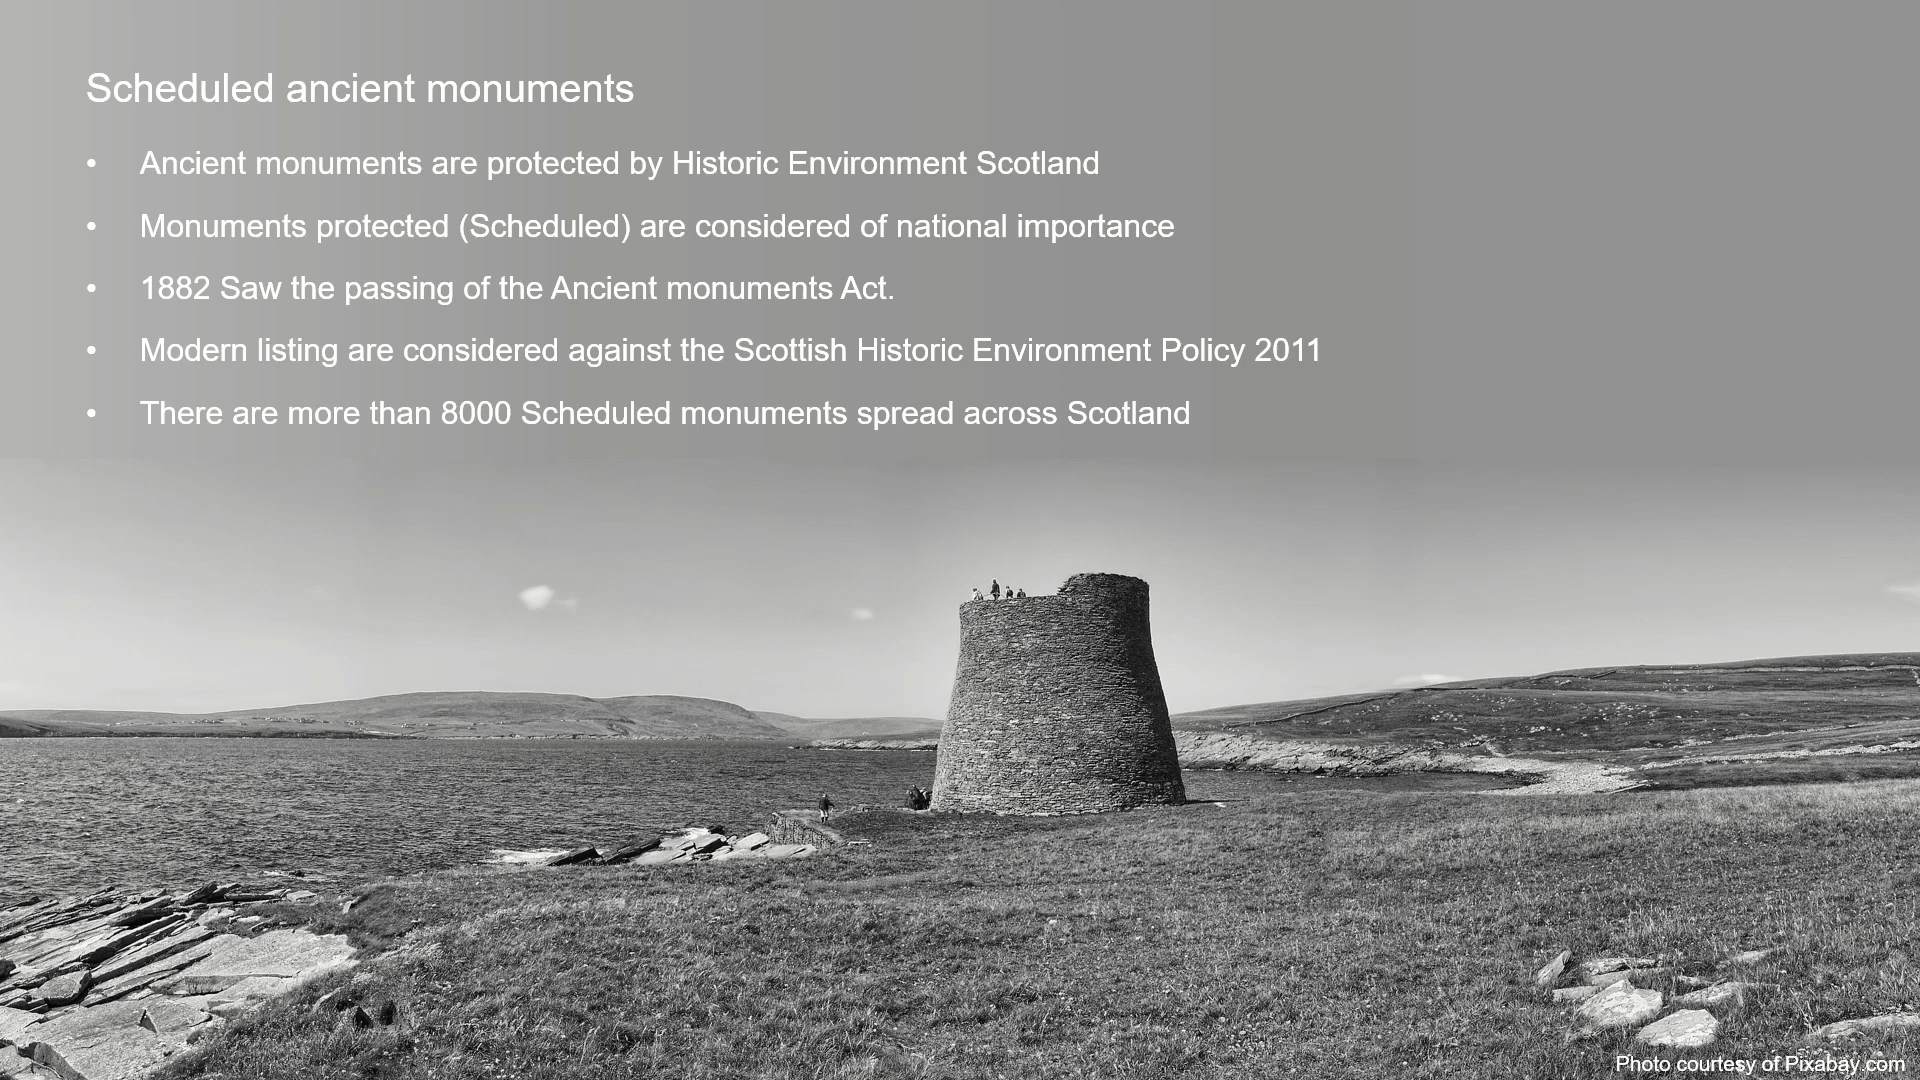 Scheduled ancient monuments
• Ancient monuments are protected by Historic Environment Scotland
• Monuments protected (Scheduled) are considered of national importance
• 1882 Saw the passing of the Ancient monuments Act.
• Modern listing are considered against the Scottish Historic Environment Policy 2011
• There are more than 8000 Scheduled monuments spread across Scotland
Photo courtesy of Pixabay.com